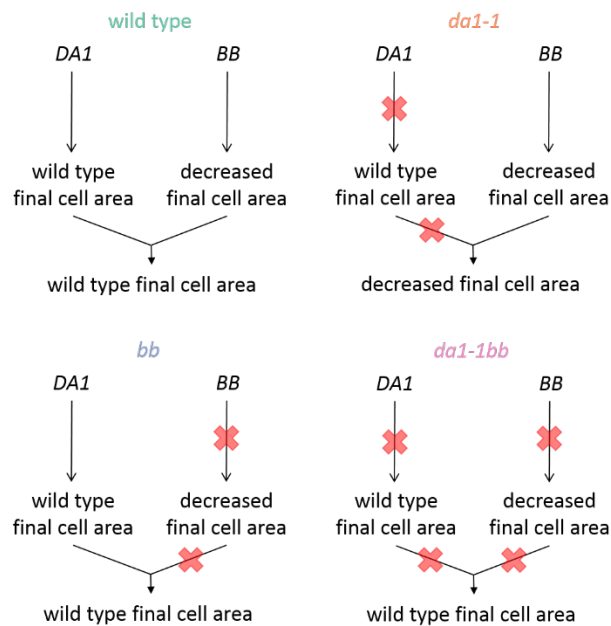 wild type
DA1 BB
wild type decreased
final cell area final cell area
wild type final cell area
da1-1
DA1 BB
wild type decreased
final cell area final cell area
decreased final cell area
bb
DA1 BB
wild type decreased
final cell area final cell area
wild type final cell area
da1-1bb
DA1 BB
wild type decreased
final cell area final cell area
wild type final cell area